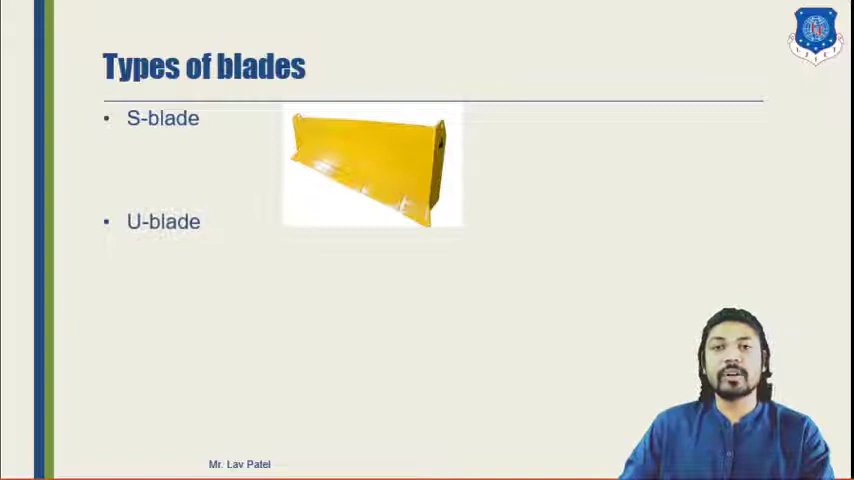 Types of blades
• S-blade
• U-blade
Mr. Lav Patel